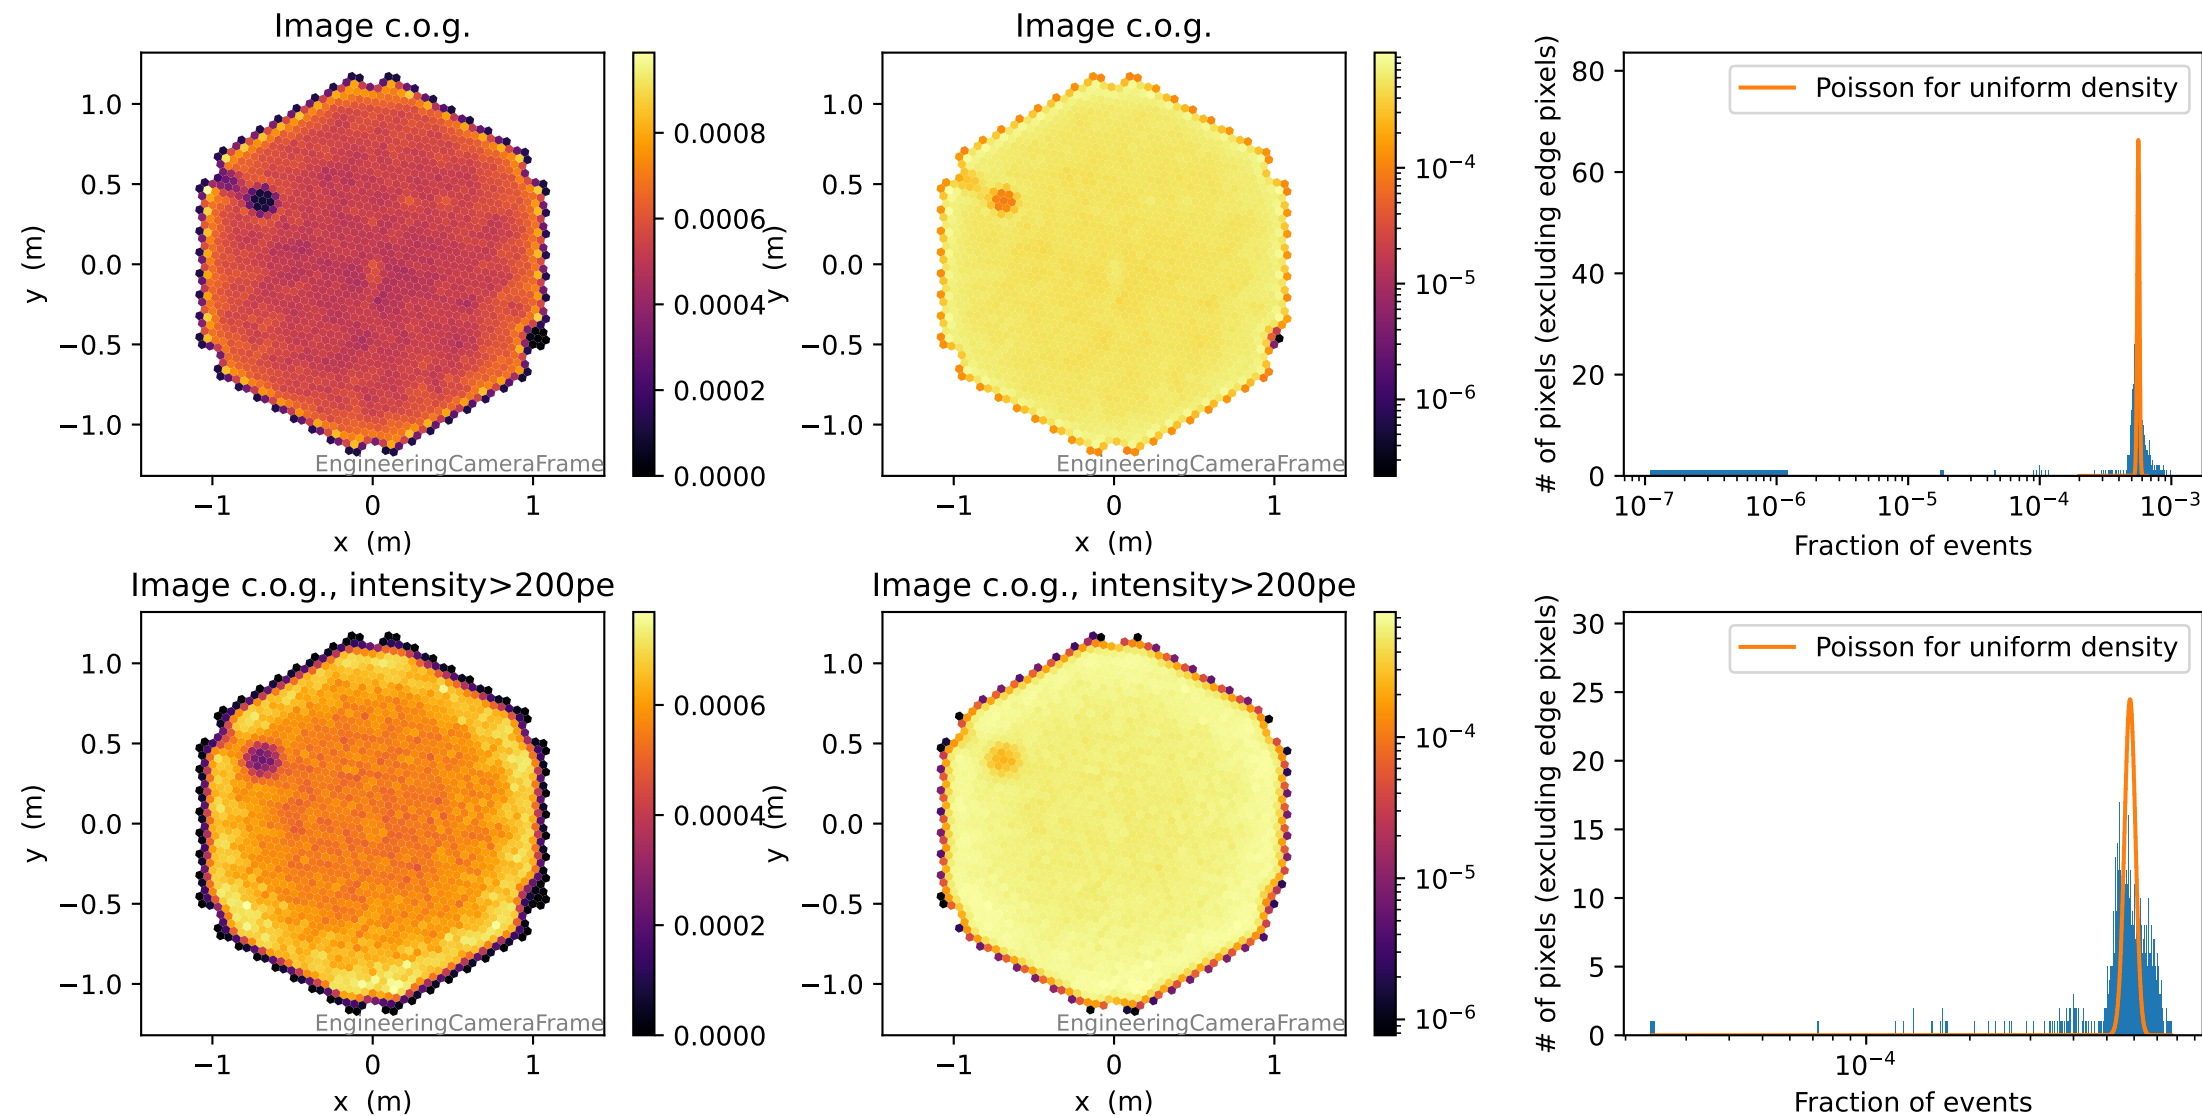 Image c.o.g.
1.0
0.5
0.0
−0.5
−1.0
y (m)
−1
0
1
x (m)
EngineeringCameraFrame
0.0008
0.0006
0.0004
0.0002
0.0000
Image c.o.g.
1.0
0.5
0.0
−0.5
−1.0
y (m)
−1
0
1
x (m)
EngineeringCameraFrame
10⁻⁴
10⁻⁵
10⁻⁶
# of pixels (excluding edge pixels)
80
60
40
20
0
Poisson for uniform density
10⁻⁷
10⁻⁶
10⁻⁵
10⁻⁴
10⁻³
Fraction of events
Image c.o.g., intensity>200pe
1.0
0.5
0.0
−0.5
−1.0
y (m)
−1
0
1
x (m)
EngineeringCameraFrame
0.0006
0.0004
0.0002
0.0000
Image c.o.g., intensity>200pe
1.0
0.5
0.0
−0.5
−1.0
y (m)
−1
0
1
x (m)
EngineeringCameraFrame
10⁻⁴
10⁻⁵
10⁻⁶
# of pixels (excluding edge pixels)
30
25
20
15
10
5
0
Poisson for uniform density
10⁻⁴
Fraction of events